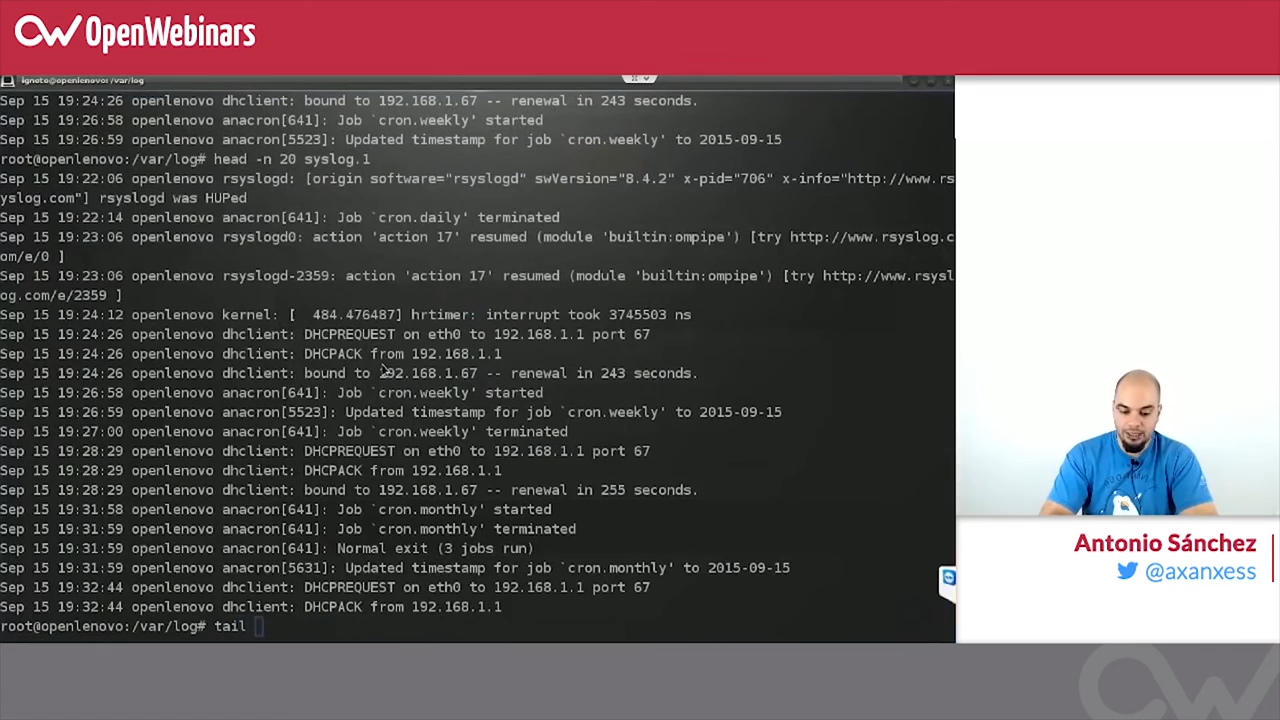 OpenWebinars
ignote@openlenovo: /var/log
Sep 15 19:24:26 openlenovo dhclient: bound to 192.168.1.67 -- renewal in 243 seconds.
Sep 15 19:26:58 openlenovo anacron[641]: Job `cron.weekly' started
Sep 15 19:26:59 openlenovo anacron[5523]: Updated timestamp for job `cron.weekly' to 2015-09-15
root@openlenovo:/var/log# head -n 20 syslog.1
Sep 15 19:22:06 openlenovo rsyslogd: [origin software="rsyslogd" swVersion="8.4.2" x-pid="706" x-info="http://www.rs
yslog.com"] rsyslogd was HUPed
Sep 15 19:22:14 openlenovo anacron[641]: Job `cron.daily' terminated
Sep 15 19:23:06 openlenovo rsyslogd0: action 'action 17' resumed (module 'builtin:ompipe') [try http://www.rsyslog.c
om/e/0 ]
Sep 15 19:23:06 openlenovo rsyslogd-2359: action 'action 17' resumed (module 'builtin:ompipe') [try http://www.rsysl
og.com/e/2359 ]
Sep 15 19:24:12 openlenovo kernel: [  484.476487] hrtimer: interrupt took 3745503 ns
Sep 15 19:24:26 openlenovo dhclient: DHCPREQUEST on eth0 to 192.168.1.1 port 67
Sep 15 19:24:26 openlenovo dhclient: DHCPACK from 192.168.1.1
Sep 15 19:24:26 openlenovo dhclient: bound to 192.168.1.67 -- renewal in 243 seconds.
Sep 15 19:26:58 openlenovo anacron[641]: Job `cron.weekly' started
Sep 15 19:26:59 openlenovo anacron[5523]: Updated timestamp for job `cron.weekly' to 2015-09-15
Sep 15 19:27:00 openlenovo anacron[641]: Job `cron.weekly' terminated
Sep 15 19:28:29 openlenovo dhclient: DHCPREQUEST on eth0 to 192.168.1.1 port 67
Sep 15 19:28:29 openlenovo dhclient: DHCPACK from 192.168.1.1
Sep 15 19:28:29 openlenovo dhclient: bound to 192.168.1.67 -- renewal in 255 seconds.
Sep 15 19:31:58 openlenovo anacron[641]: Job `cron.monthly' started
Sep 15 19:31:59 openlenovo anacron[641]: Job `cron.monthly' terminated
Sep 15 19:31:59 openlenovo anacron[641]: Normal exit (3 jobs run)
Sep 15 19:31:59 openlenovo anacron[5631]: Updated timestamp for job `cron.monthly' to 2015-09-15
Sep 15 19:32:44 openlenovo dhclient: DHCPREQUEST on eth0 to 192.168.1.1 port 67
Sep 15 19:32:44 openlenovo dhclient: DHCPACK from 192.168.1.1
root@openlenovo:/var/log# tail
Antonio Sánchez
@axanxess